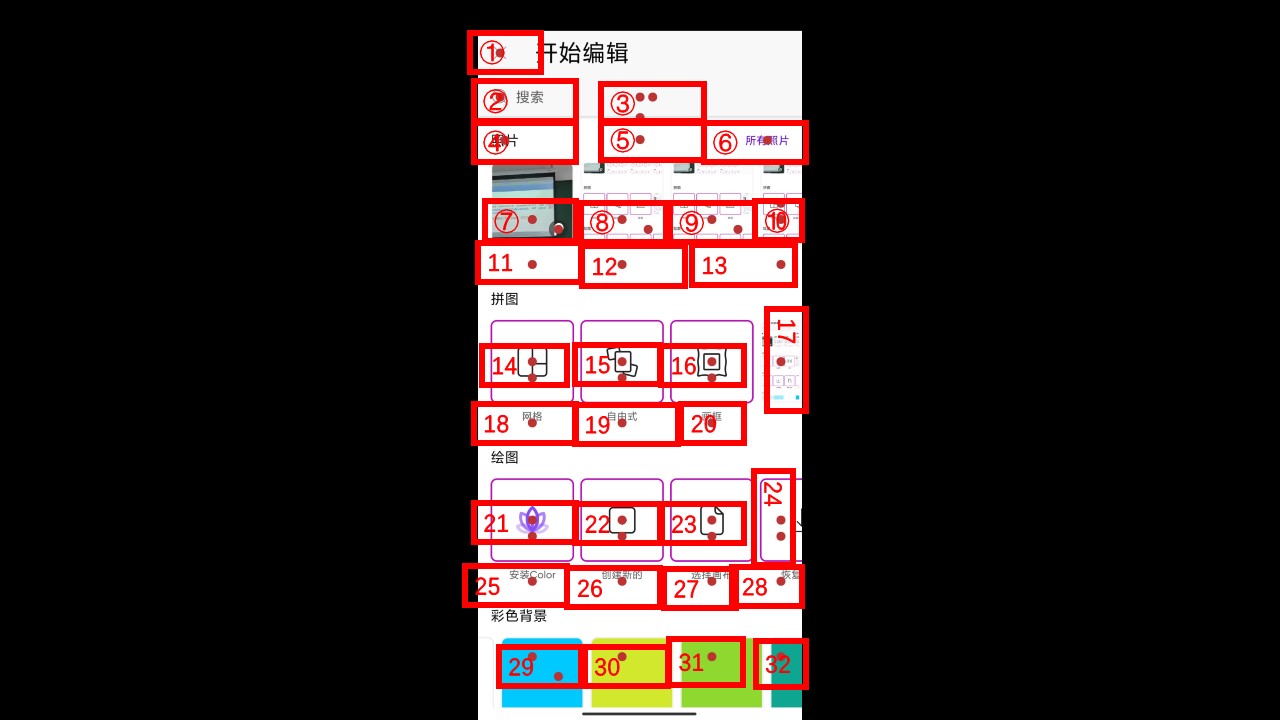 ① 开始编辑
② 搜索 ③
④ 照片 ⑤ ⑥ 所有照片
⑦ ⑧ ⑨ ⑩
11 12 13
拼图
14 15 16 17
18 网格 19 自由式 20 画框
绘图
21 22 23 24
25 安装Color 26 创建新的 27 选择画布 28 恢复
彩色背景
29 30 31 32